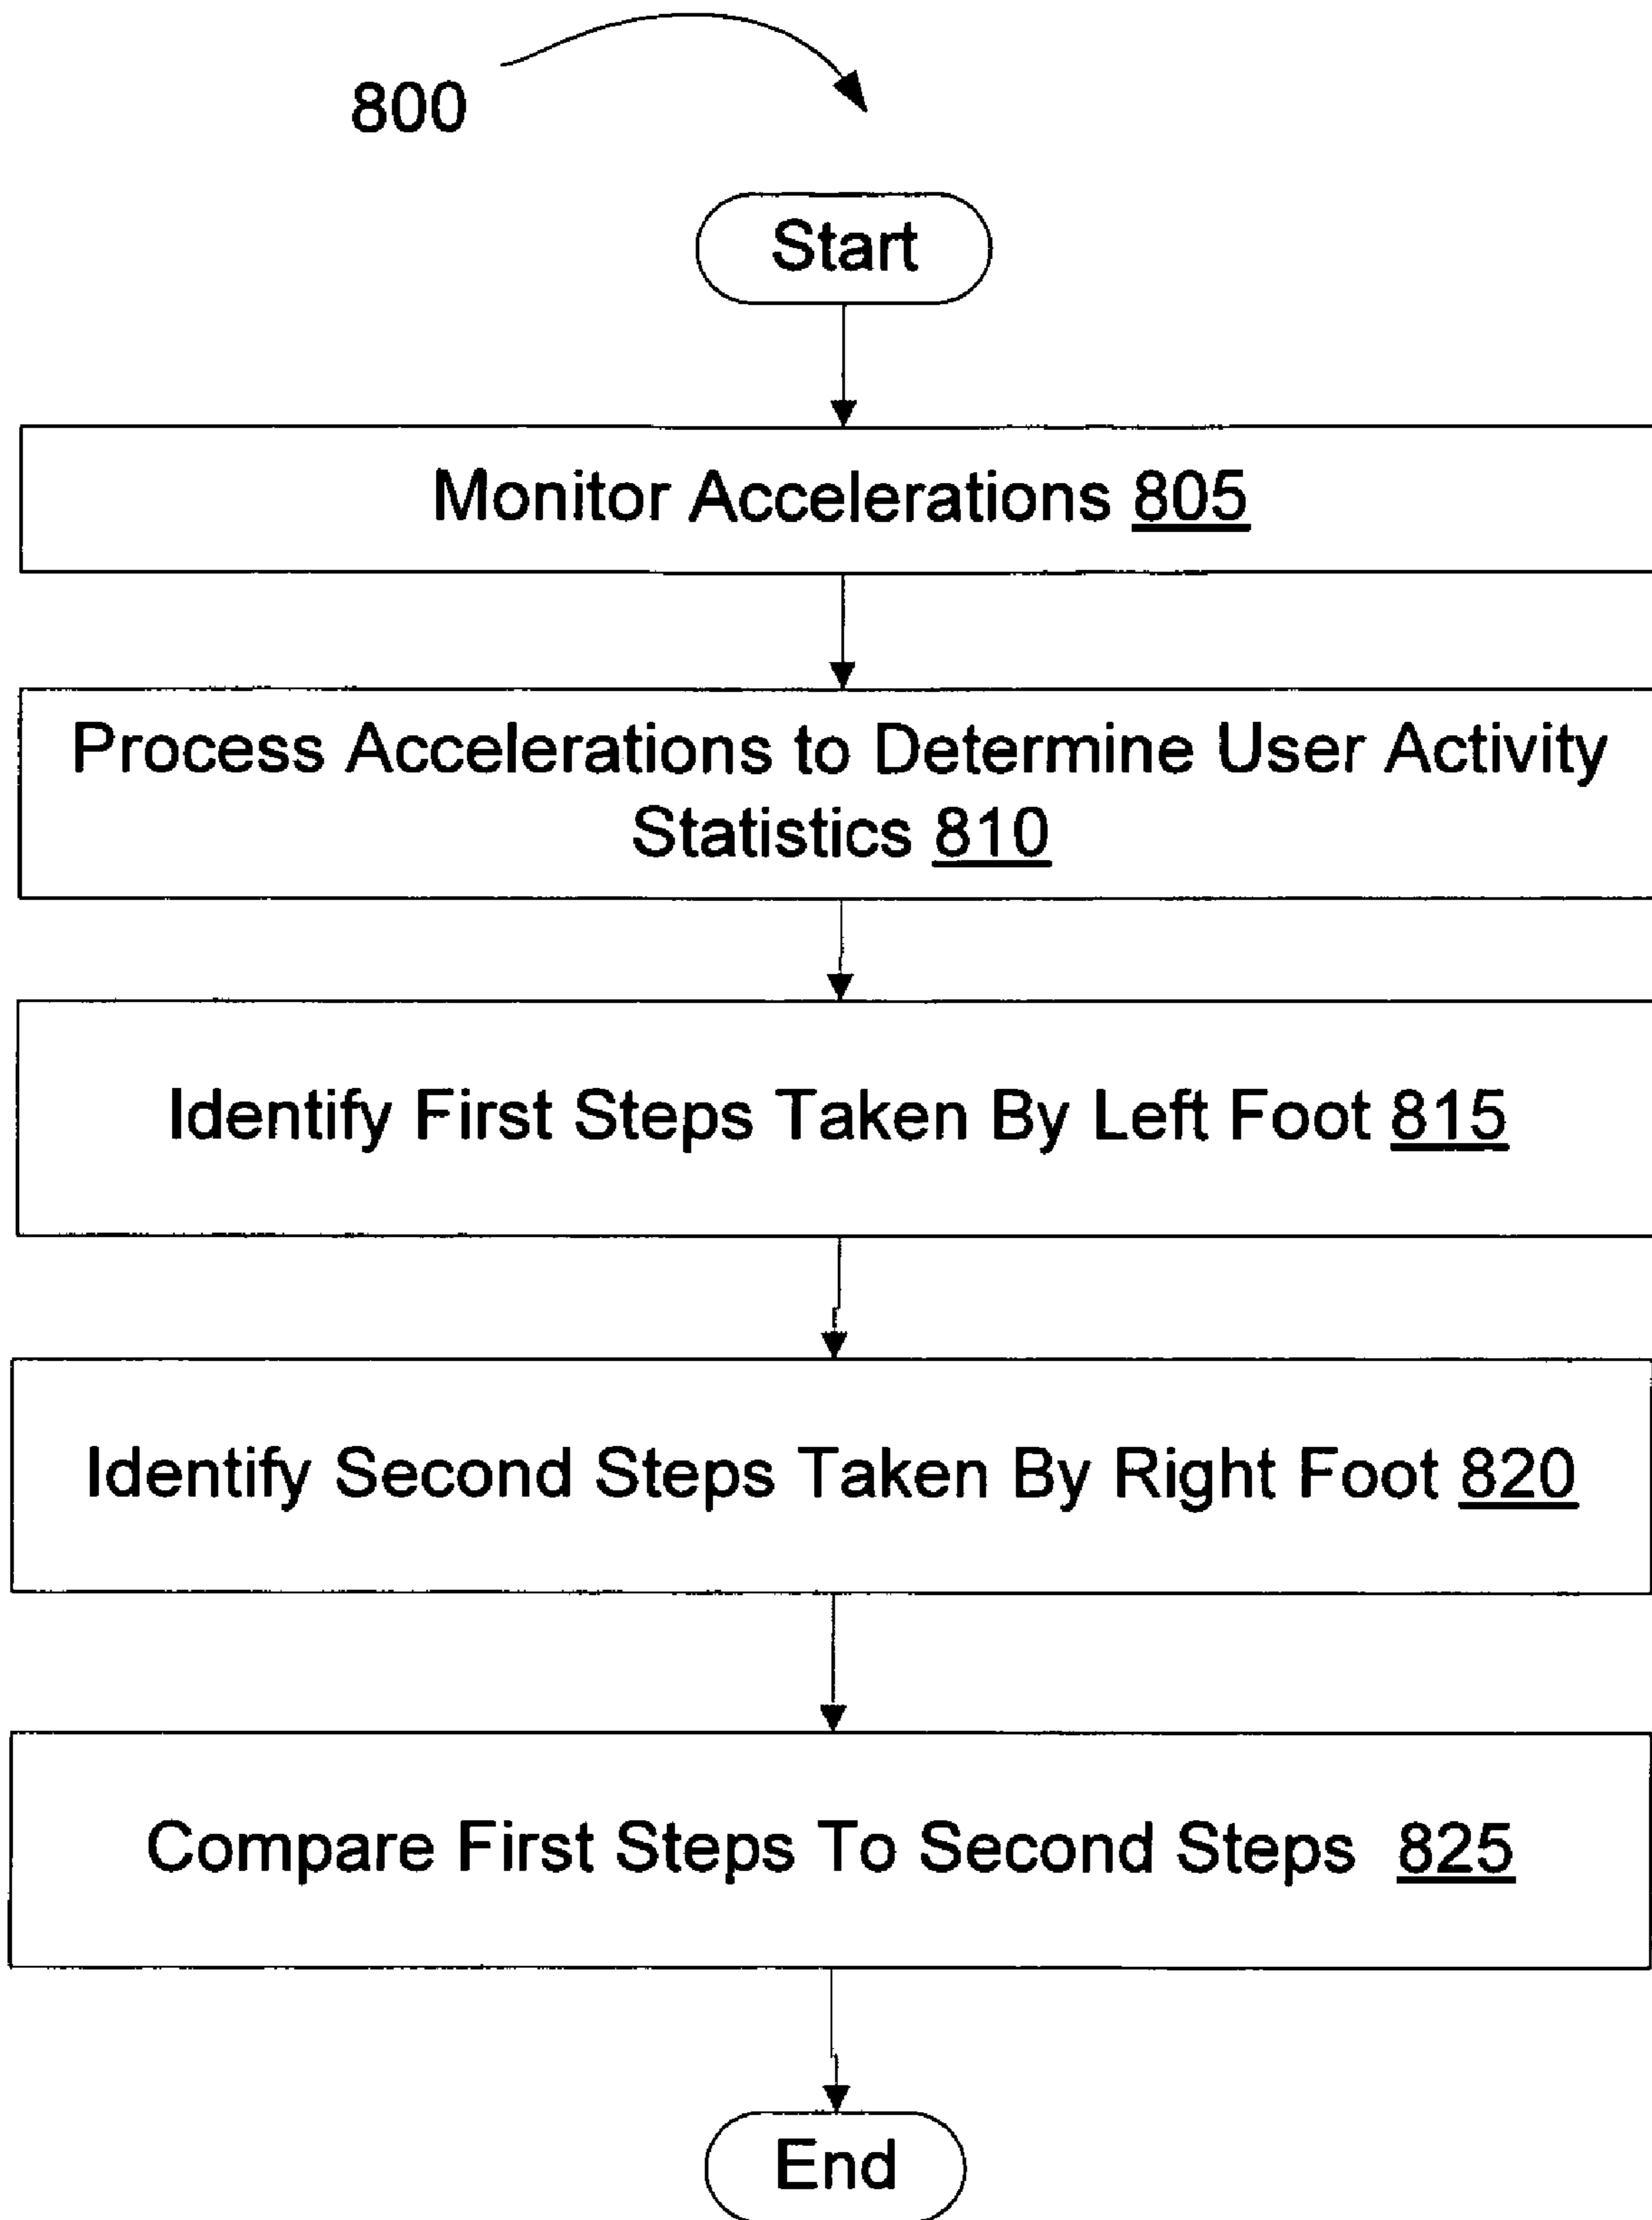 800
Start
Monitor Accelerations 805
Process Accelerations to Determine User Activity
Statistics 810
Identify First Steps Taken By Left Foot 815
Identify Second Steps Taken By Right Foot 820
Compare First Steps To Second Steps 825
End